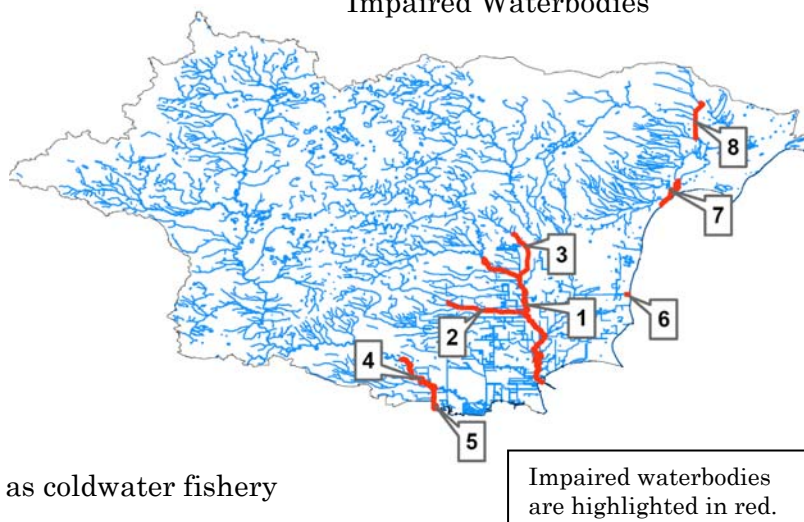 Impaired Waterbodies
8
7
3
6
1
2
4
5
as coldwater fishery
Impaired waterbodies
are highlighted in red.